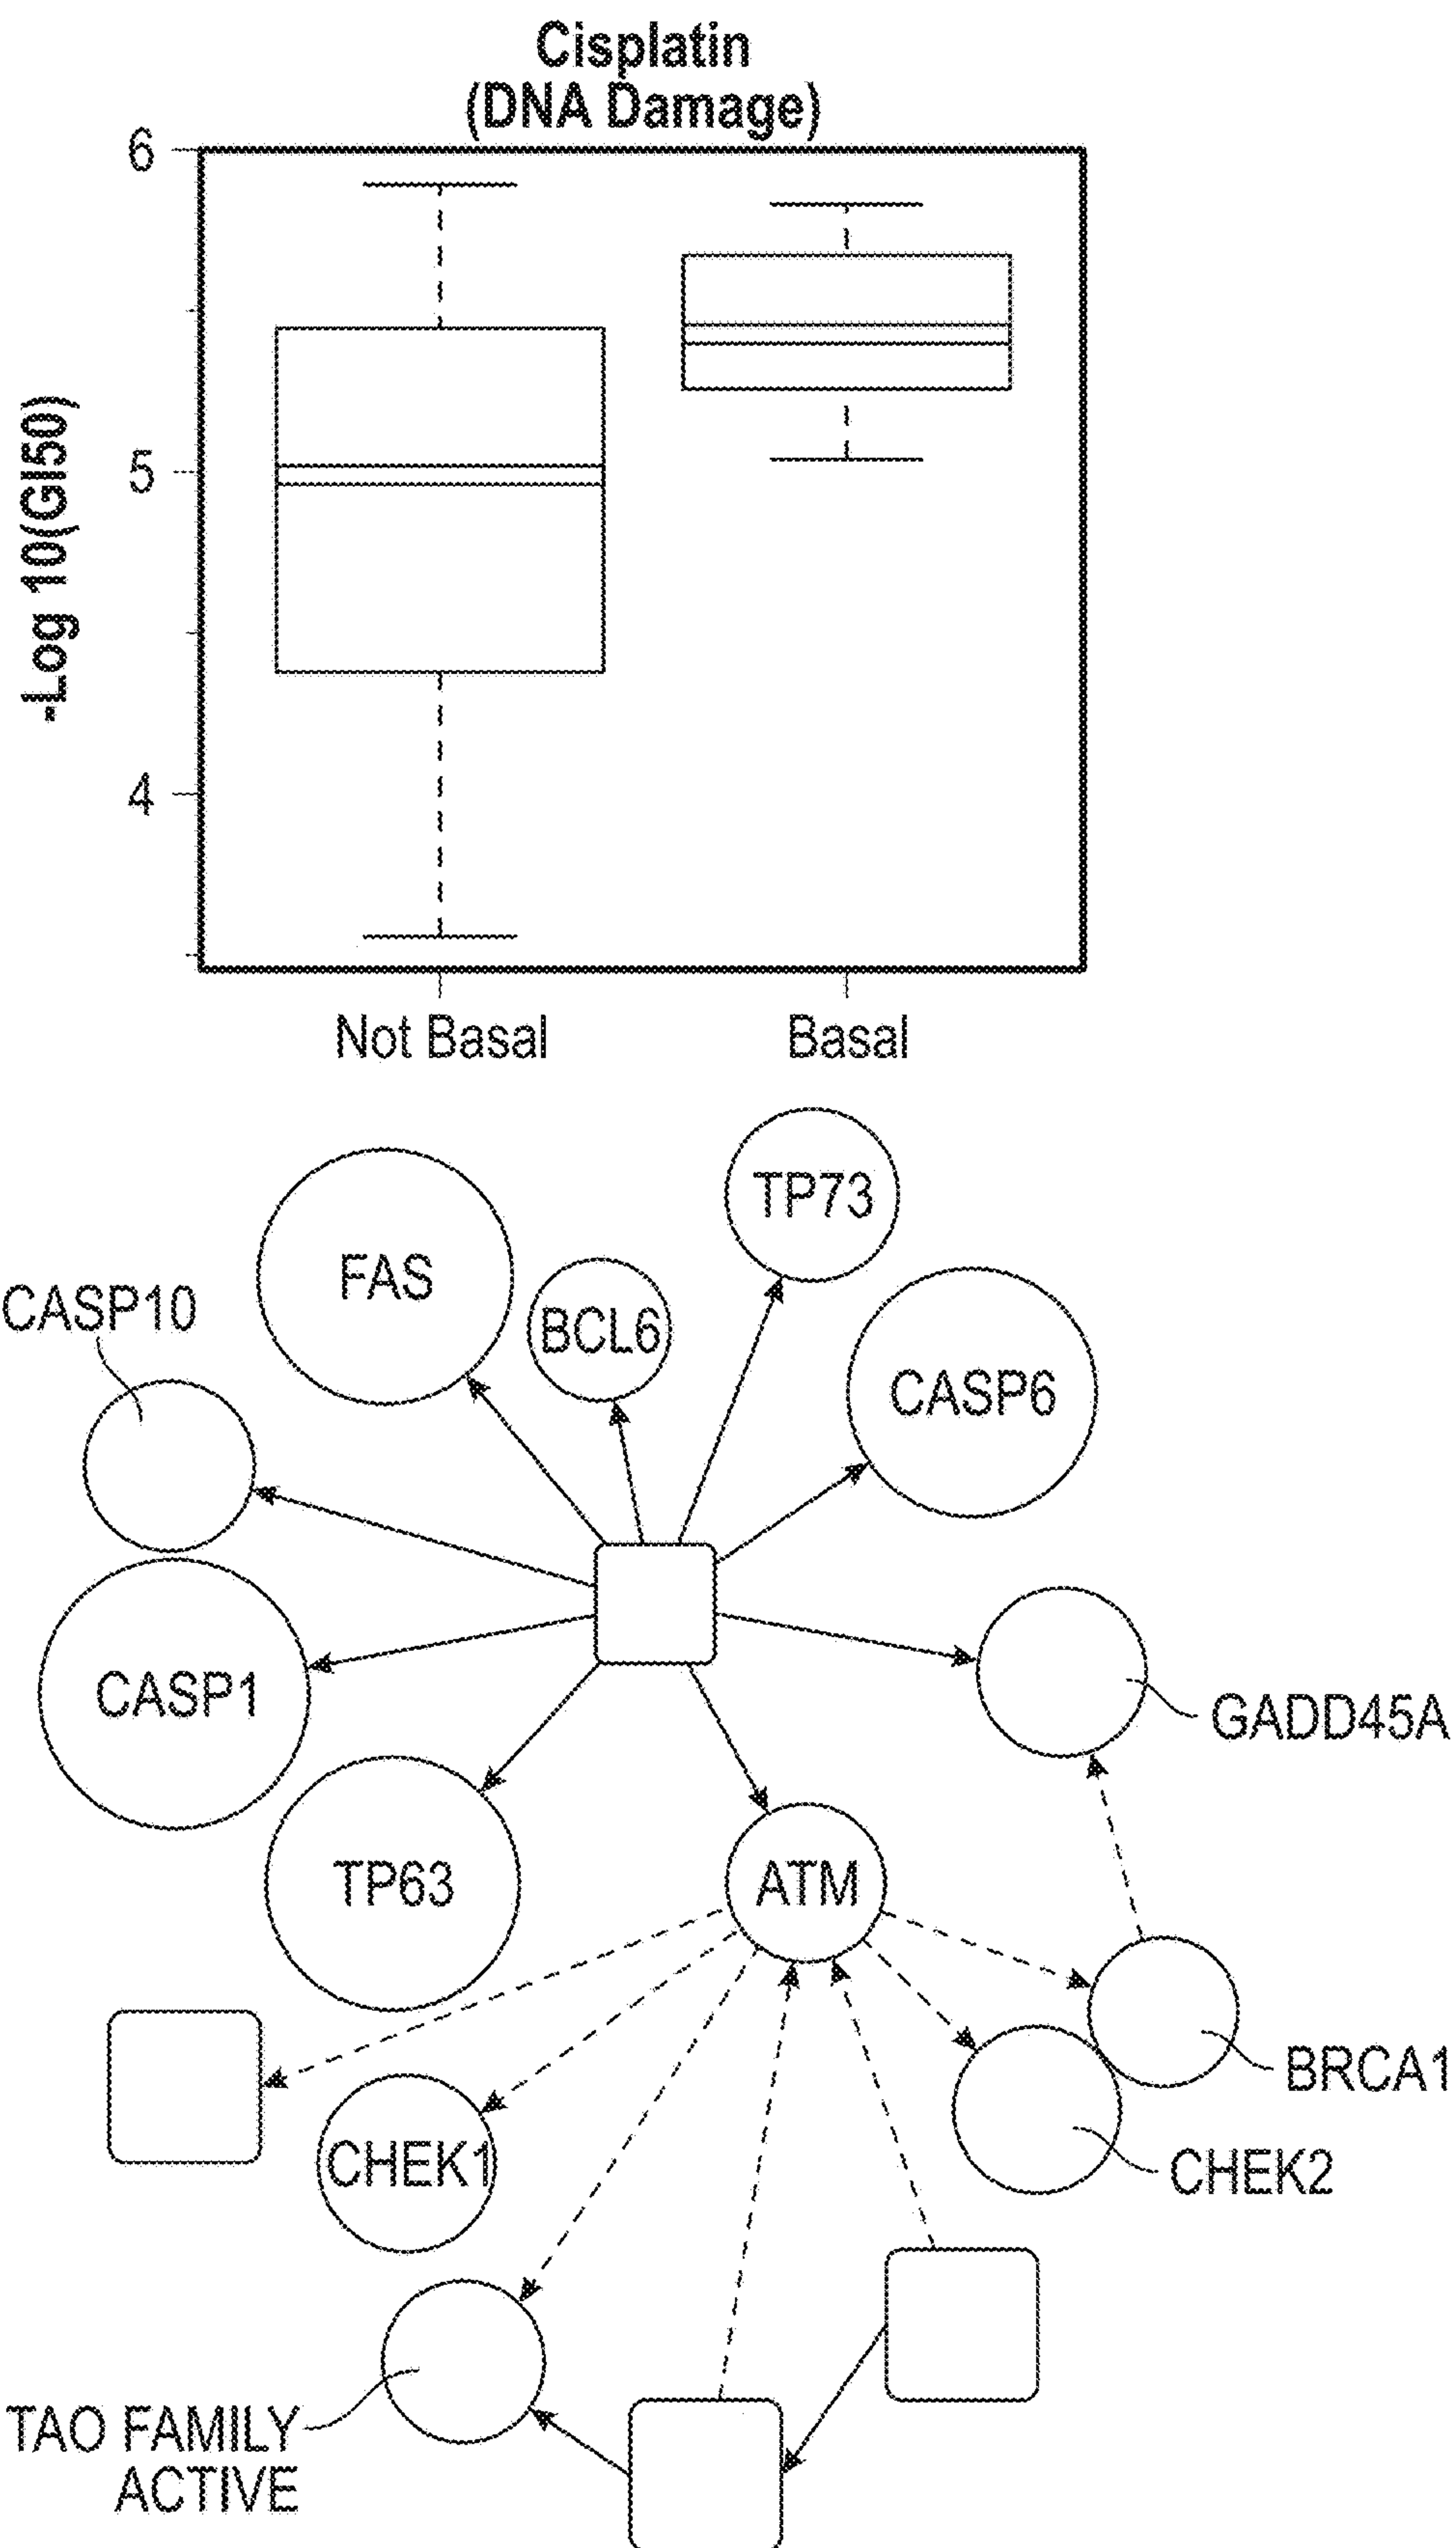 Cisplatin
(DNA Damage)
6
5
4
-Log 10(GI50)
Not Basal
Basal
TP73
FAS
CASP10
BCL6
CASP6
CASP1
GADD45A
TP63
ATM
BRCA1
CHEK1
CHEK2
TAO FAMILY
ACTIVE